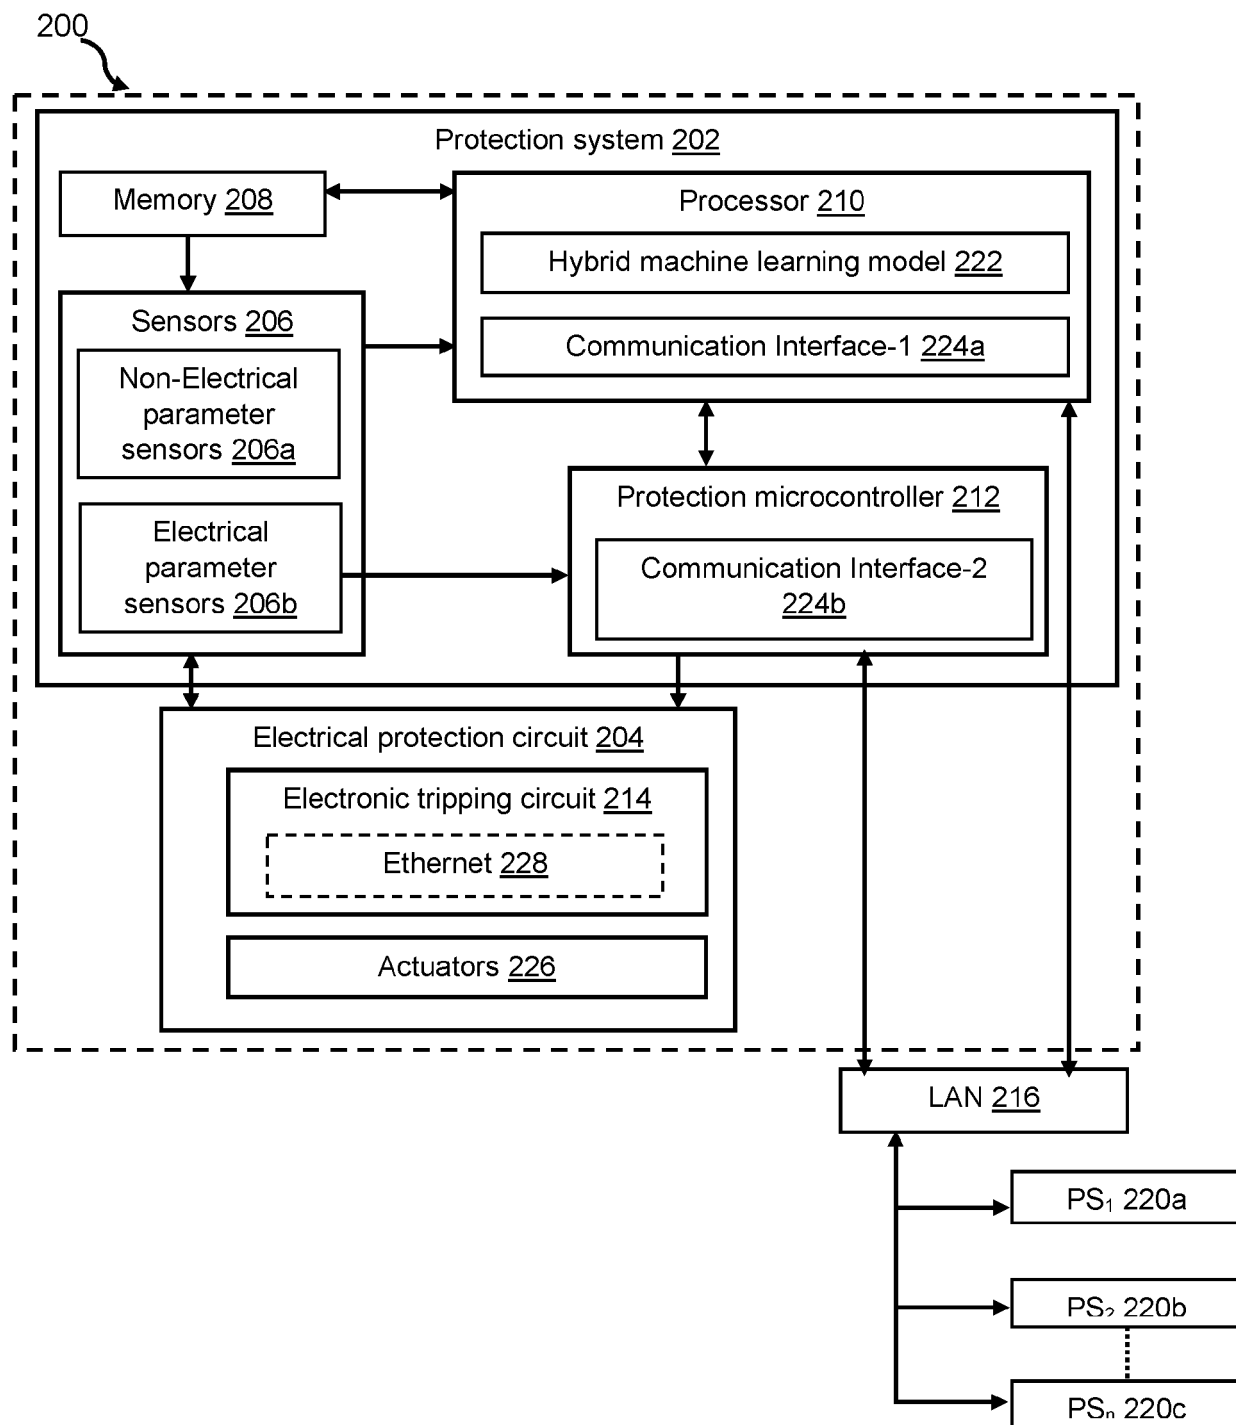 200
Protection system 202
Memory 208
Processor 210
Hybrid machine learning model 222
Communication Interface-1 224a
Sensors 206
Non-Electrical
parameter
sensors 206a
Electrical
parameter
sensors 206b
Protection microcontroller 212
Communication Interface-2
224b
Electrical protection circuit 204
Electronic tripping circuit 214
Ethernet 228
Actuators 226
LAN 216
PS₁ 220a
PS₂ 220b
PSₙ 220c